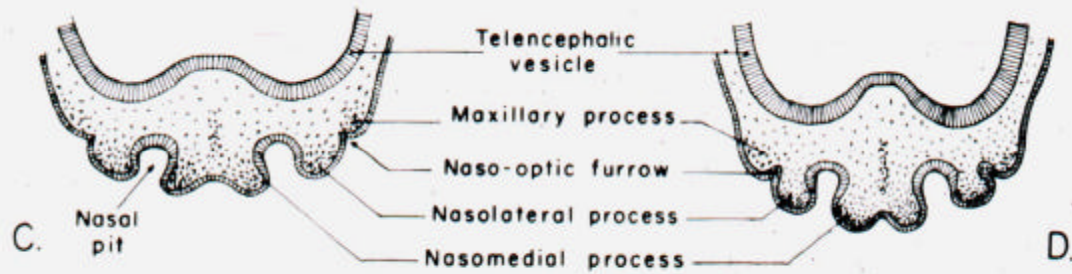 Telencephalic
vesicle
Maxillary process
Naso-optic furrow
Nasolateral process
Nasomedial process
Nasal
pit
C.
D.